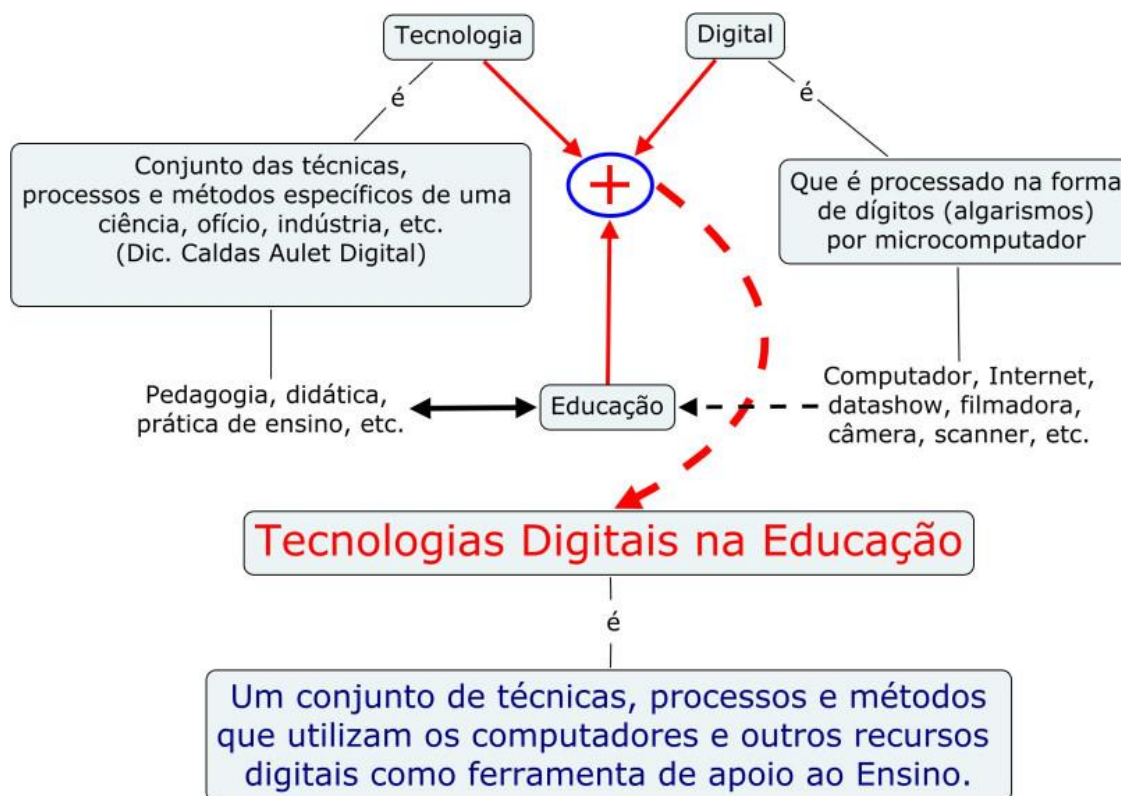 Tecnologia
Digital
é
é
Conjunto das técnicas,
processos e métodos específicos de uma
ciência, ofício, indústria, etc.
(Dic. Caldas Aulet Digital)
+
Que é processado na forma
de dígitos (algarismos)
por microcomputador
Pedagogia, didática,
prática de ensino, etc.
Educação
Computador, Internet,
datashow, filmadora,
câmera, scanner, etc.
Tecnologias Digitais na Educação
é
Um conjunto de técnicas, processos e métodos
que utilizam os computadores e outros recursos
digitais como ferramenta de apoio ao Ensino.